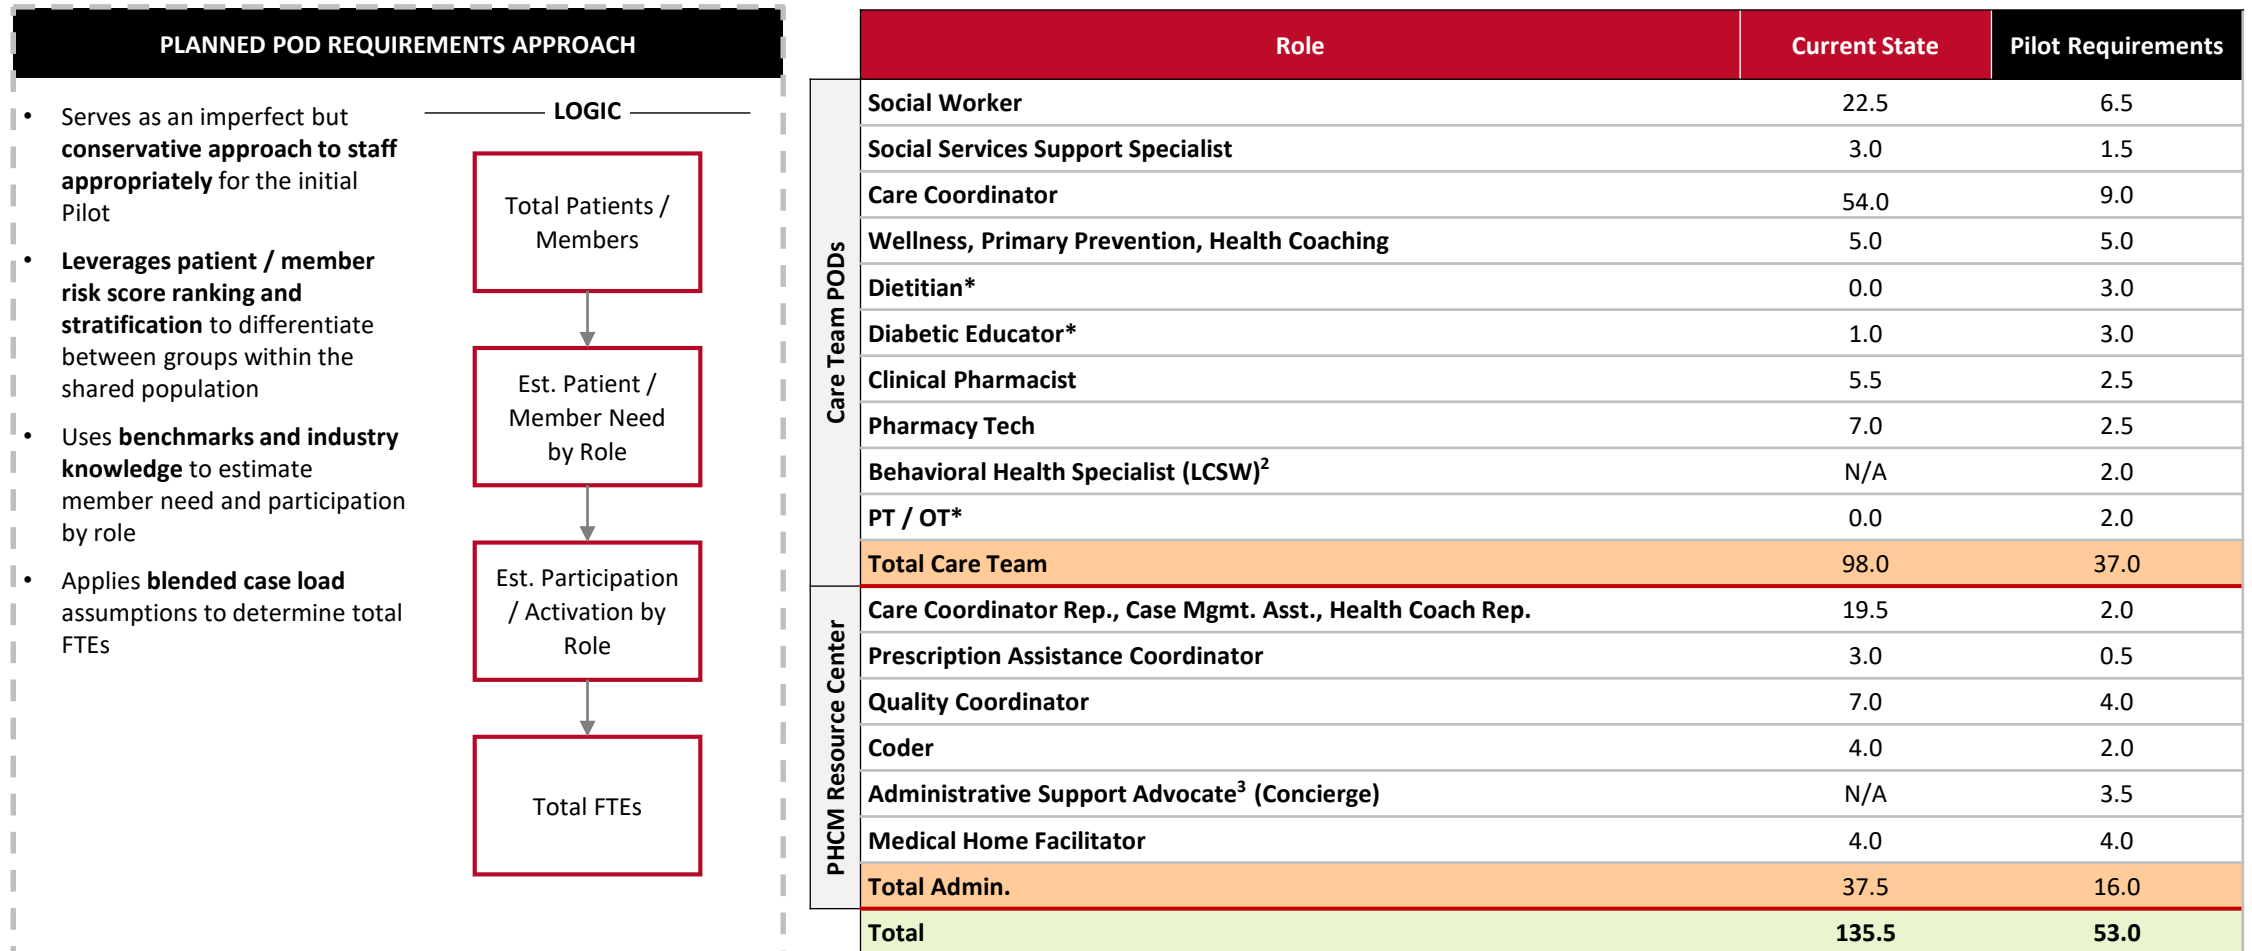 PLANNED POD REQUIREMENTS APPROACH
• Serves as an imperfect but
conservative approach to staff
appropriately for the initial
Pilot
• Leverages patient / member
risk score ranking and
stratification to differentiate
between groups within the
shared population
• Uses benchmarks and industry
knowledge to estimate
member need and participation
by role
• Applies blended case load
assumptions to determine total
FTEs
LOGIC
Total Patients /
Members
Est. Patient /
Member Need
by Role
Est. Participation
/ Activation by
Role
Total FTEs
Role Current State Pilot Requirements
Care Team PODs
Social Worker 22.5 6.5
Social Services Support Specialist 3.0 1.5
Care Coordinator 54.0 9.0
Wellness, Primary Prevention, Health Coaching 5.0 5.0
Dietitian* 0.0 3.0
Diabetic Educator* 1.0 3.0
Clinical Pharmacist 5.5 2.5
Pharmacy Tech 7.0 2.5
Behavioral Health Specialist (LCSW)2 N/A 2.0
PT / OT* 0.0 2.0
Total Care Team 98.0 37.0
PHCM Resource Center
Care Coordinator Rep., Case Mgmt. Asst., Health Coach Rep. 19.5 2.0
Prescription Assistance Coordinator 3.0 0.5
Quality Coordinator 7.0 4.0
Coder 4.0 2.0
Administrative Support Advocate3 (Concierge) N/A 3.5
Medical Home Facilitator 4.0 4.0
Total Admin. 37.5 16.0
Total 135.5 53.0